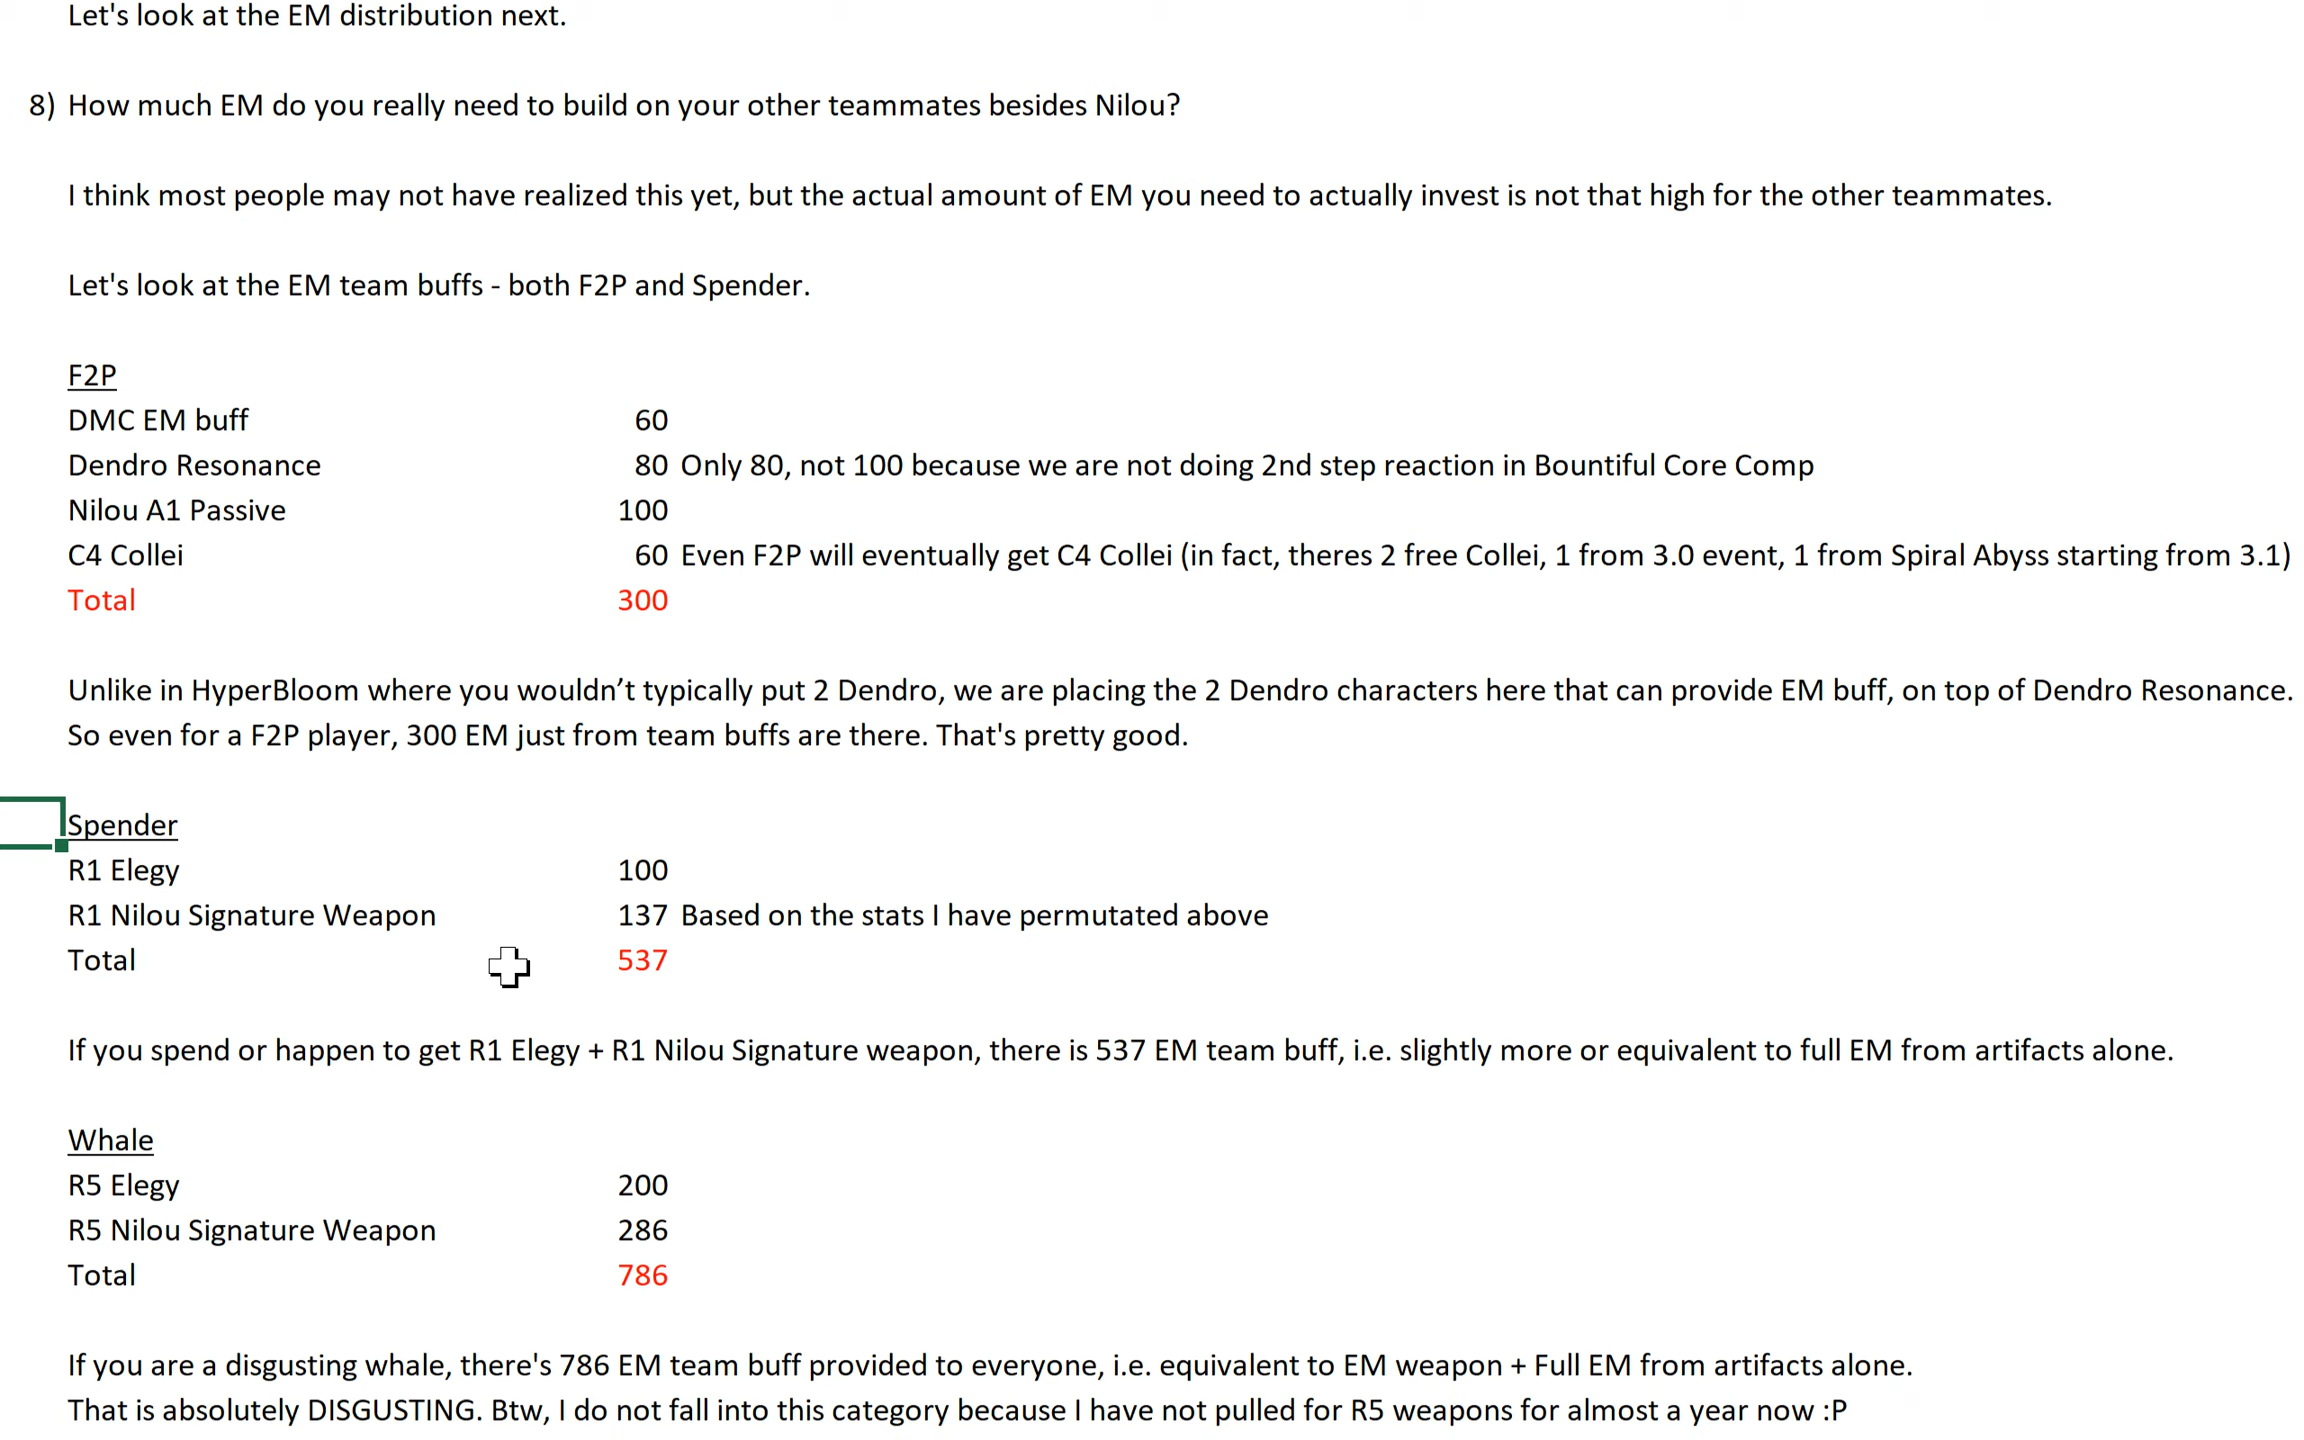 Let's look at the EM distribution next.
8) How much EM do you really need to build on your other teammates besides Nilou?
I think most people may not have realized this yet, but the actual amount of EM you need to actually invest is not that high for the other teammates.
Let's look at the EM team buffs - both F2P and Spender.
F2P
DMC EM buff 60
Dendro Resonance 80 Only 80, not 100 because we are not doing 2nd step reaction in Bountiful Core Comp
Nilou A1 Passive 100
C4 Collei 60 Even F2P will eventually get C4 Collei (in fact, theres 2 free Collei, 1 from 3.0 event, 1 from Spiral Abyss starting from 3.1)
Total 300
Unlike in HyperBloom where you wouldn’t typically put 2 Dendro, we are placing the 2 Dendro characters here that can provide EM buff, on top of Dendro Resonance.
So even for a F2P player, 300 EM just from team buffs are there. That's pretty good.
Spender
R1 Elegy 100
R1 Nilou Signature Weapon 137 Based on the stats I have permutated above
Total 537
If you spend or happen to get R1 Elegy + R1 Nilou Signature weapon, there is 537 EM team buff, i.e. slightly more or equivalent to full EM from artifacts alone.
Whale
R5 Elegy 200
R5 Nilou Signature Weapon 286
Total 786
If you are a disgusting whale, there's 786 EM team buff provided to everyone, i.e. equivalent to EM weapon + Full EM from artifacts alone.
That is absolutely DISGUSTING. Btw, I do not fall into this category because I have not pulled for R5 weapons for almost a year now :P